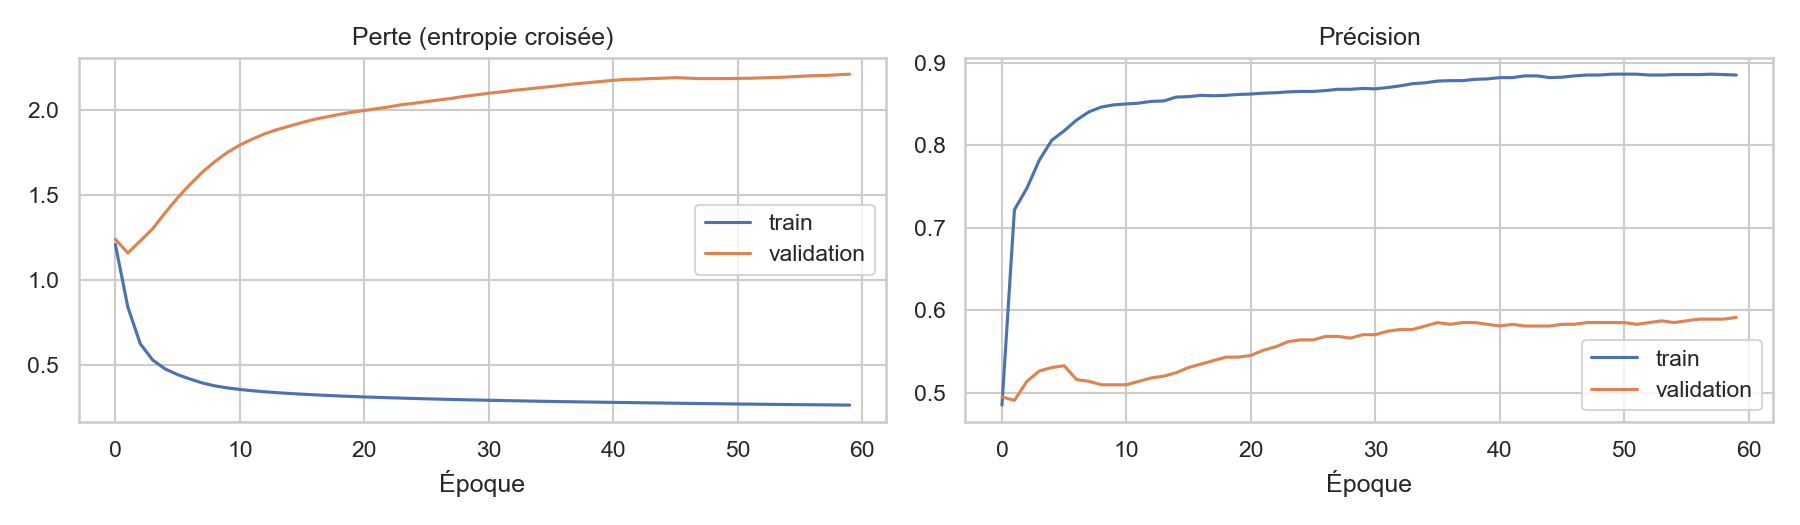 Perte (entropie croisée)
2.0
1.5
1.0
0.5
train
validation
0 10 20 30 40 50 60
Époque
Précision
0.9
0.8
0.7
0.6
0.5
train
validation
0 10 20 30 40 50 60
Époque